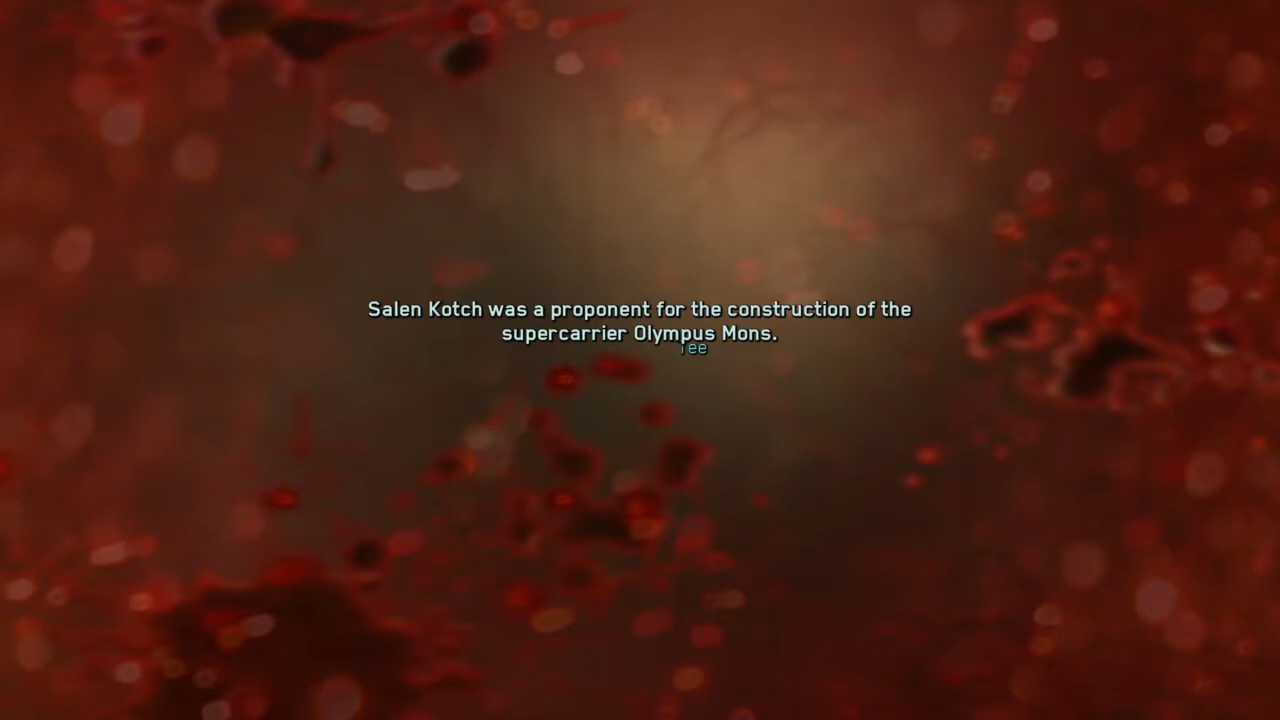 Salen Kotch was a proponent for the construction of the
supercarrier Olympus Mons.